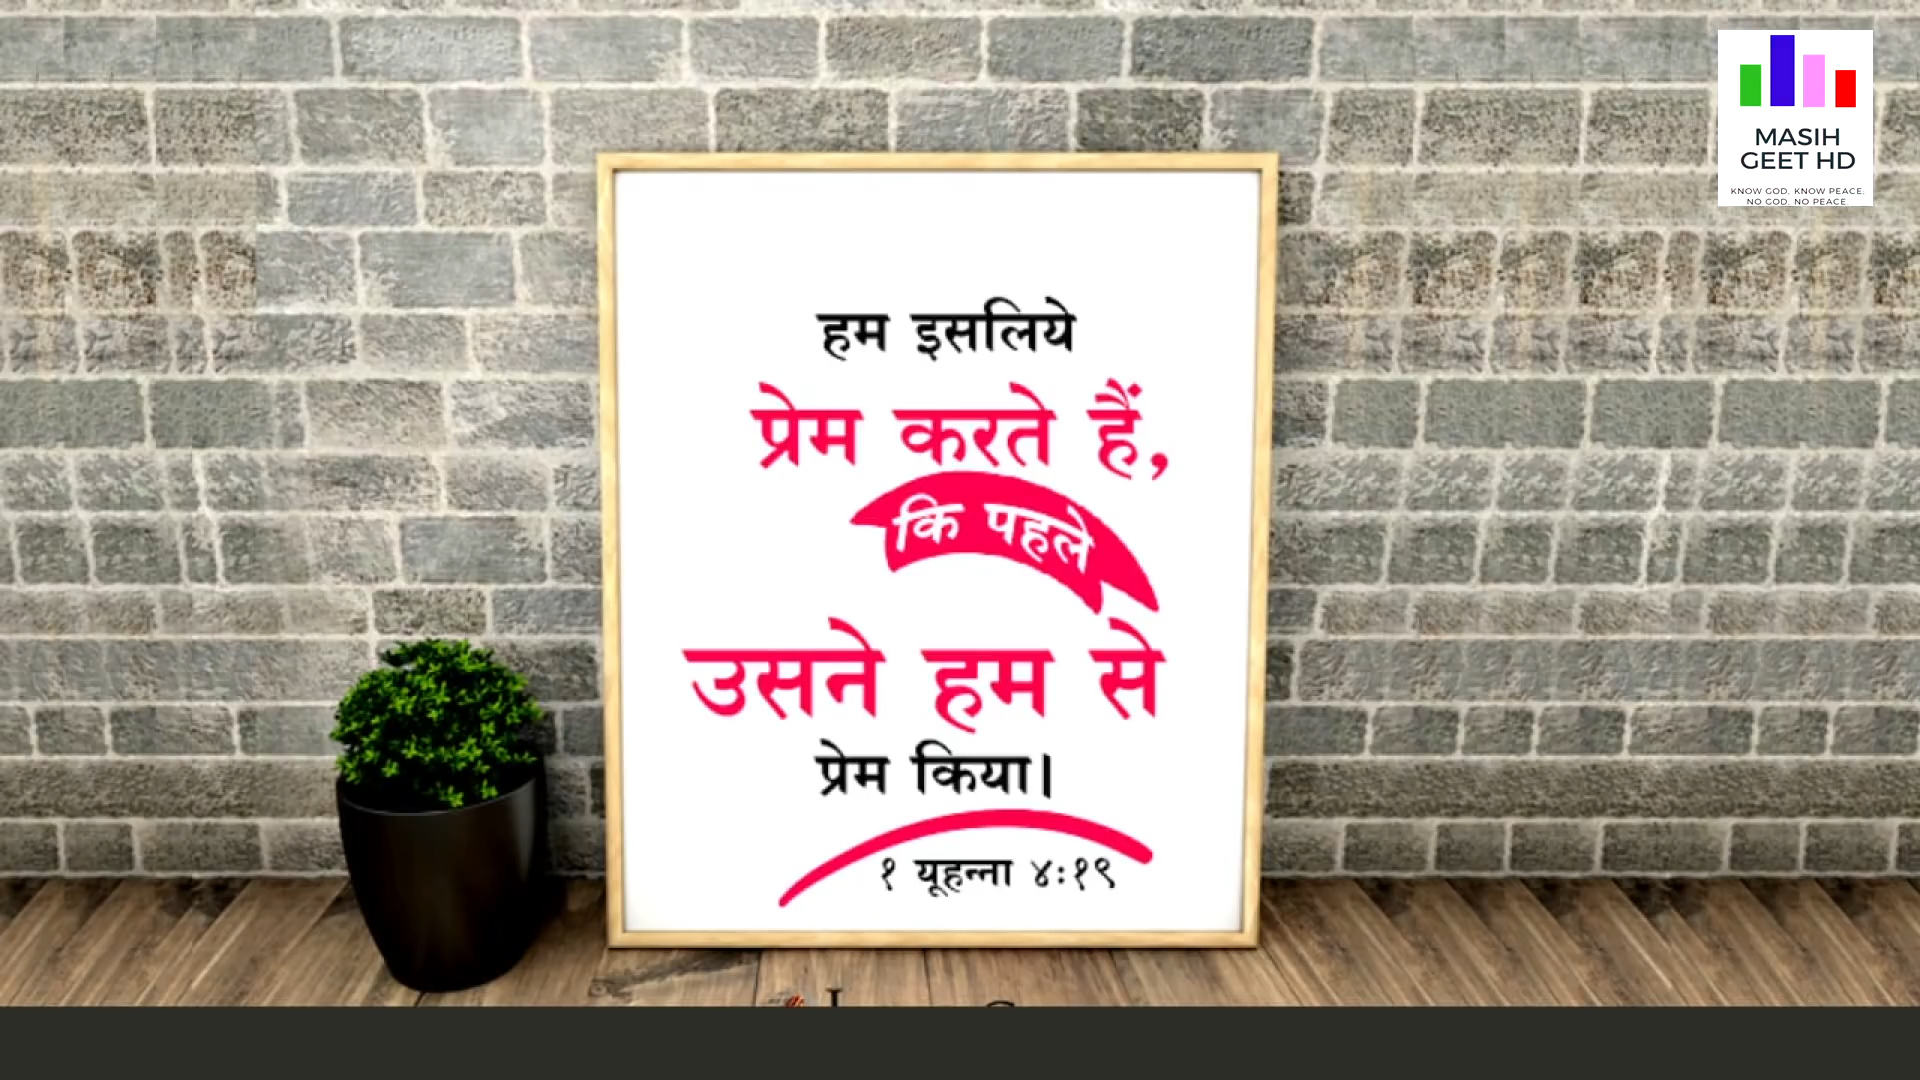 MASIH
GEET HD
KNOW GOD. KNOW PEACE.
NO GOD. NO PEACE
हम इसलिये
प्रेम करते हैं,
कि पहले
उसने हम से
प्रेम किया।
१ यूहन्ना ४:१९